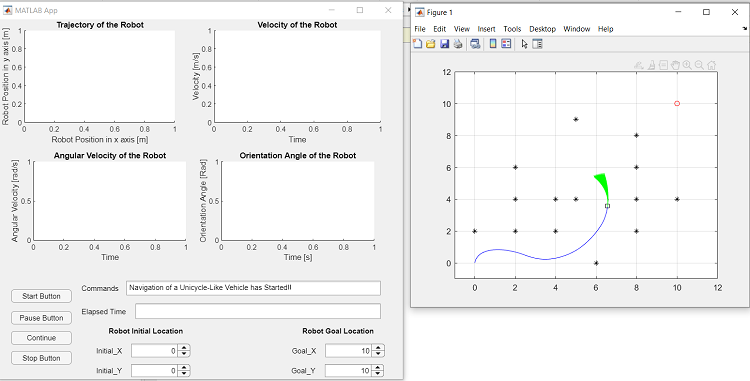 MATLAB App
Trajectory of the Robot
Robot Position in y axis [m]
1
0.8
0.6
0.4
0.2
0
0 0.2 0.4 0.6 0.8 1
Robot Position in x axis [m]
Velocity of the Robot
Velocity [m/s]
1
0.8
0.6
0.4
0.2
0
0 0.2 0.4 0.6 0.8 1
Time
Angular Velocity of the Robot
Angular Velocity [rad/s]
1
0.8
0.6
0.4
0.2
0
0 0.2 0.4 0.6 0.8 1
Time
Orientation Angle of the Robot
Orientation Angle [Rad]
1
0.8
0.6
0.4
0.2
0
0 0.2 0.4 0.6 0.8 1
Time [s]
Start Button
Pause Button
Continue
Stop Button
Commands Navigation of a Unicycle-Like Vehicle has Started!!
Elapsed Time
Robot Initial Location
Initial_X 0
Initial_Y 0
Robot Goal Location
Goal_X 10
Goal_Y 10
Figure 1
File Edit View Insert Tools Desktop Window Help
12
10
8
6
4
2
0
0 2 4 6 8 10 12